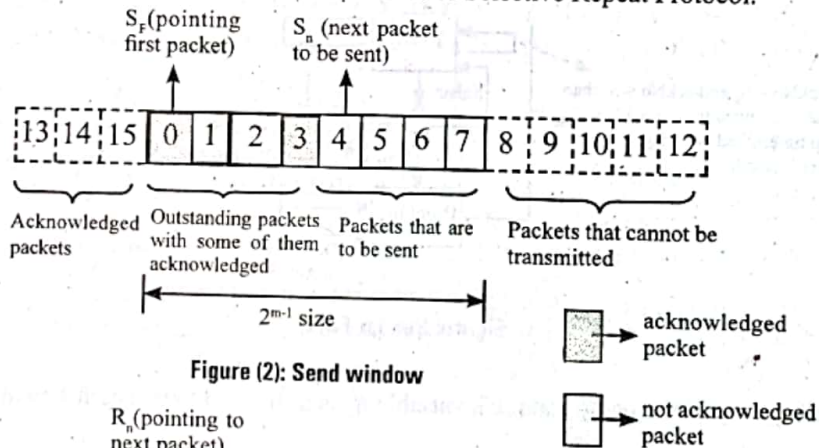 Repeat Protocol.
S_F(pointing
first packet)
S_n (next packet
to be sent)
13 14 15 0 1 2 3 4 5 6 7 8 9 10 11 12
Acknowledged
packets
Outstanding packets
with some of them
acknowledged
Packets that are
to be sent
Packets that cannot be
transmitted
2^m-1 size
acknowledged
packet
Figure (2): Send window
not acknowledged
packet
R_n(pointing to
next packet)